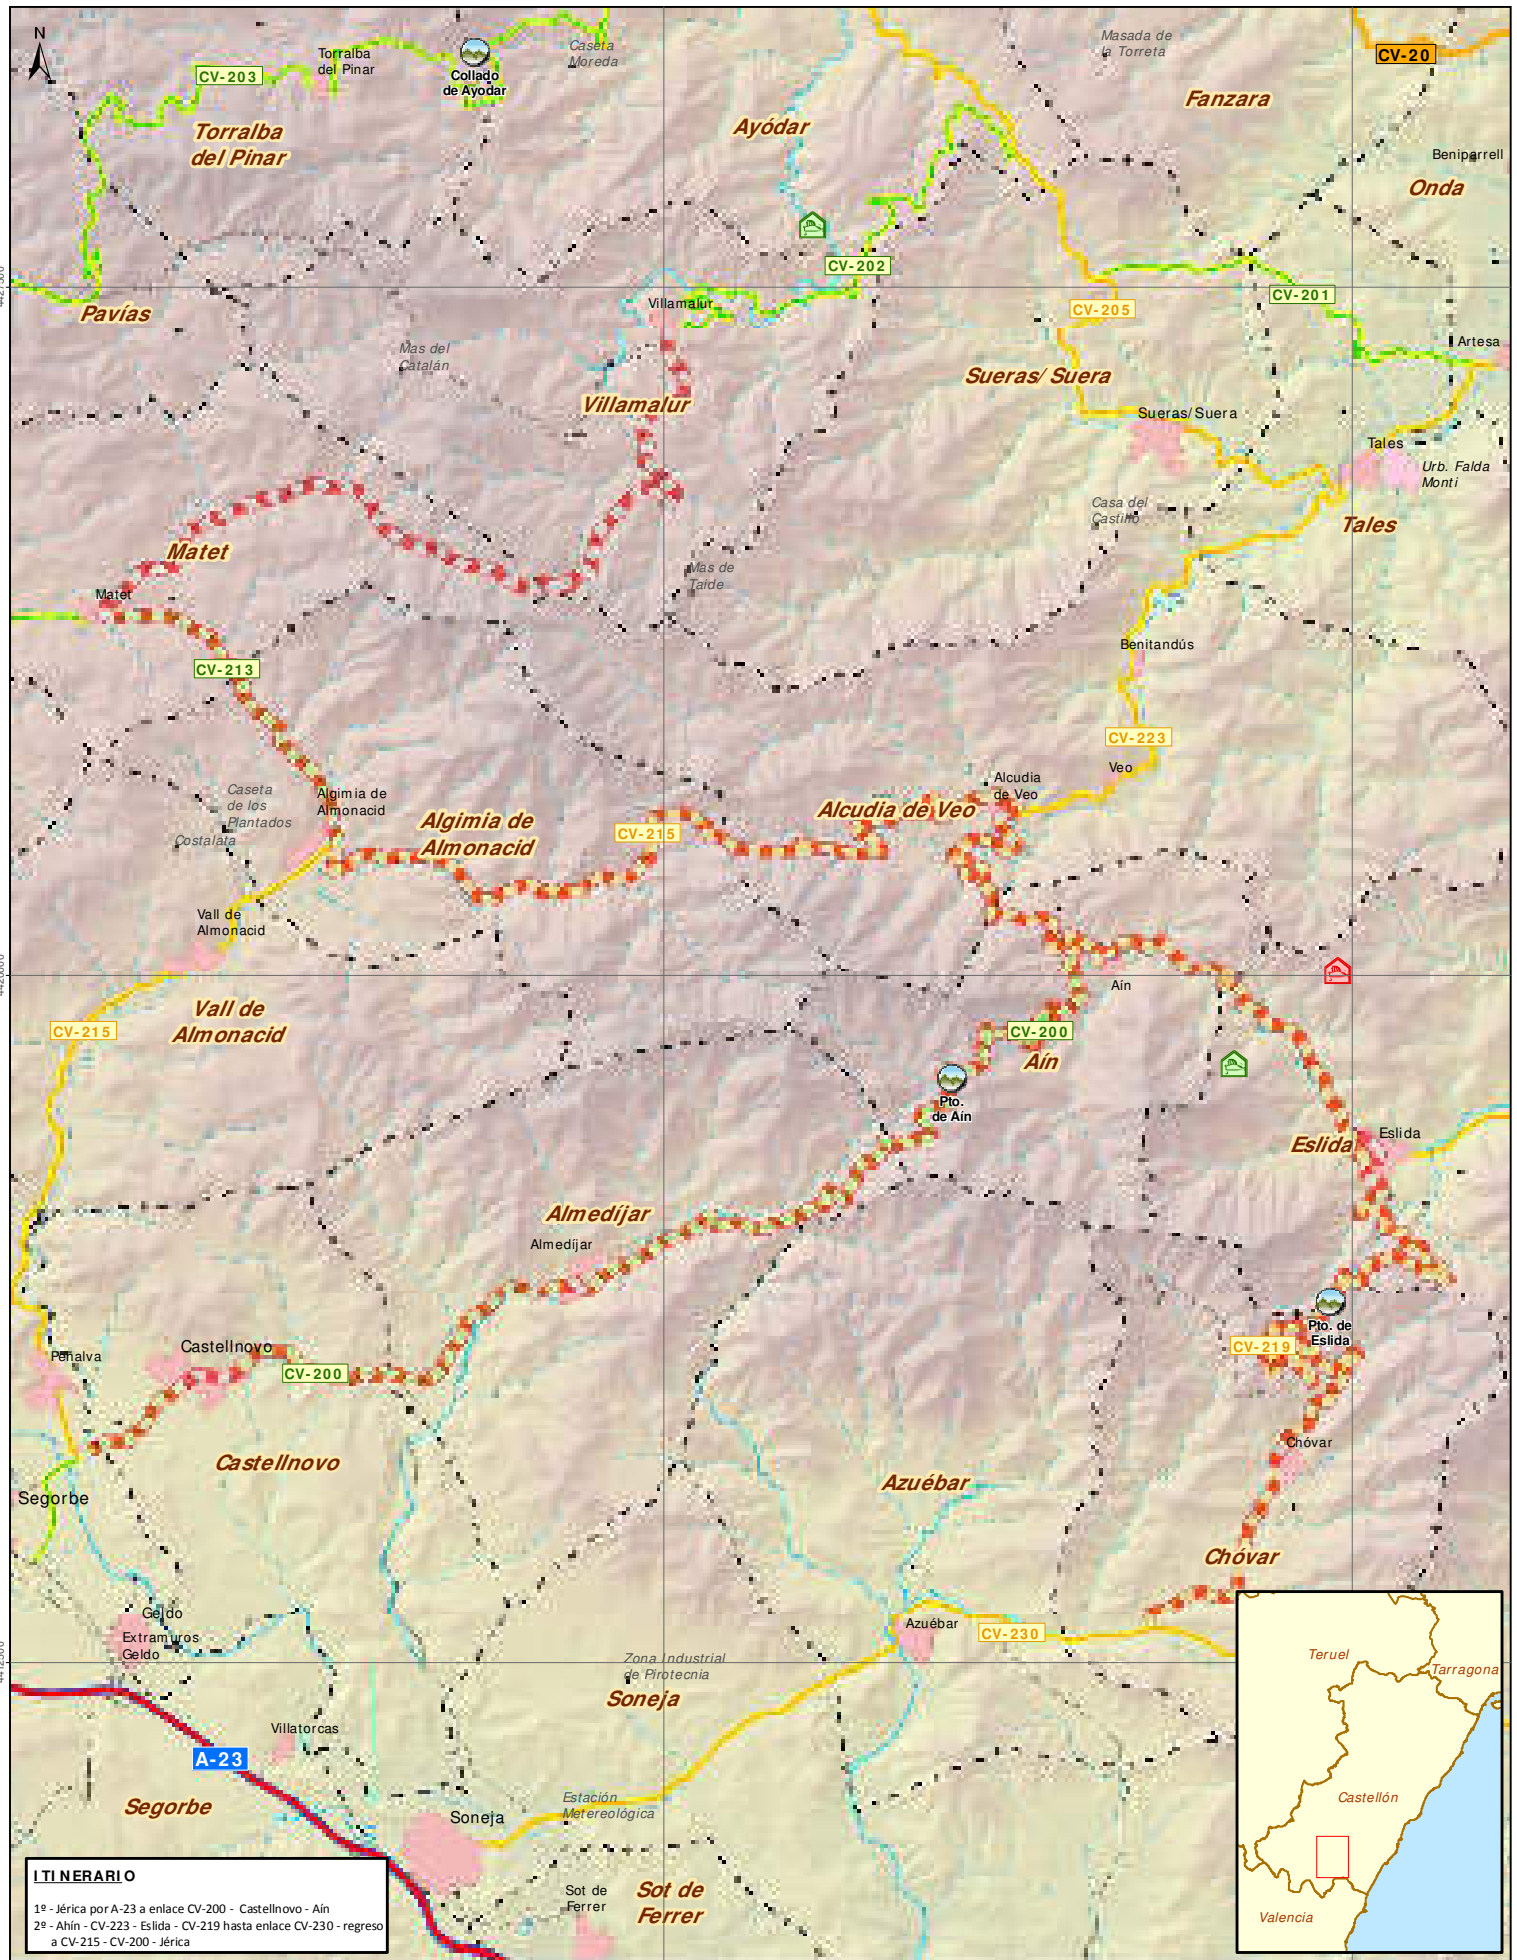 N
Torralba
del Pinar
CV-203
Collado
de Ayodar
Caseta
Moreda
Masada de
la Torreta
CV-20
Fanzara
Torralba
del Pinar
Ayódar
Beniparrell
Onda
CV-202
CV-201
Pavías
Villamalur
CV-205
Artesa
Mas del
Catalán
Sueras/ Suera
Villamalur
Sueras/Suera
Tales
Urb. Falda
Monti
Casa del
Castillo
Tales
Matet
Mas de
Taide
Matet
Benitandús
CV-213
CV-223
Veo
Alcudia
de Veo
Caseta
de los
Plantados
Algimia de
Almonacid
Alcudia de Veo
Algimia de
Almonacid
CV-215
Costalata
Vall de
Almonacid
Aín
Vall de
Almonacid
CV-215
CV-200
Aín
Pto.
de Aín
Eslida
Eslida
Almedíjar
Almedíjar
Pto. de
Eslida
CV-219
Castellnovo
Peñalva
CV-200
Chóvar
Castellnovo
Azuébar
Segorbe
Chóvar
Geldo
Extramuros
Geldo
Azuébar
CV-230
Zona Industrial
de Pirotecnia
Soneja
Villatorcas
A-23
Segorbe
Estación
Metereológica
Soneja
Sot de
Ferrer
Sot de
Ferrer
Teruel
Tarragona
Castellón
Valencia
ITINERARIO
1º - Jérica por A-23 a enlace CV-200 - Castellnovo - Aín
2º - Ahín - CV-223 - Eslida - CV-219 hasta enlace CV-230 - regreso
a CV-215 - CV-200 - Jérica